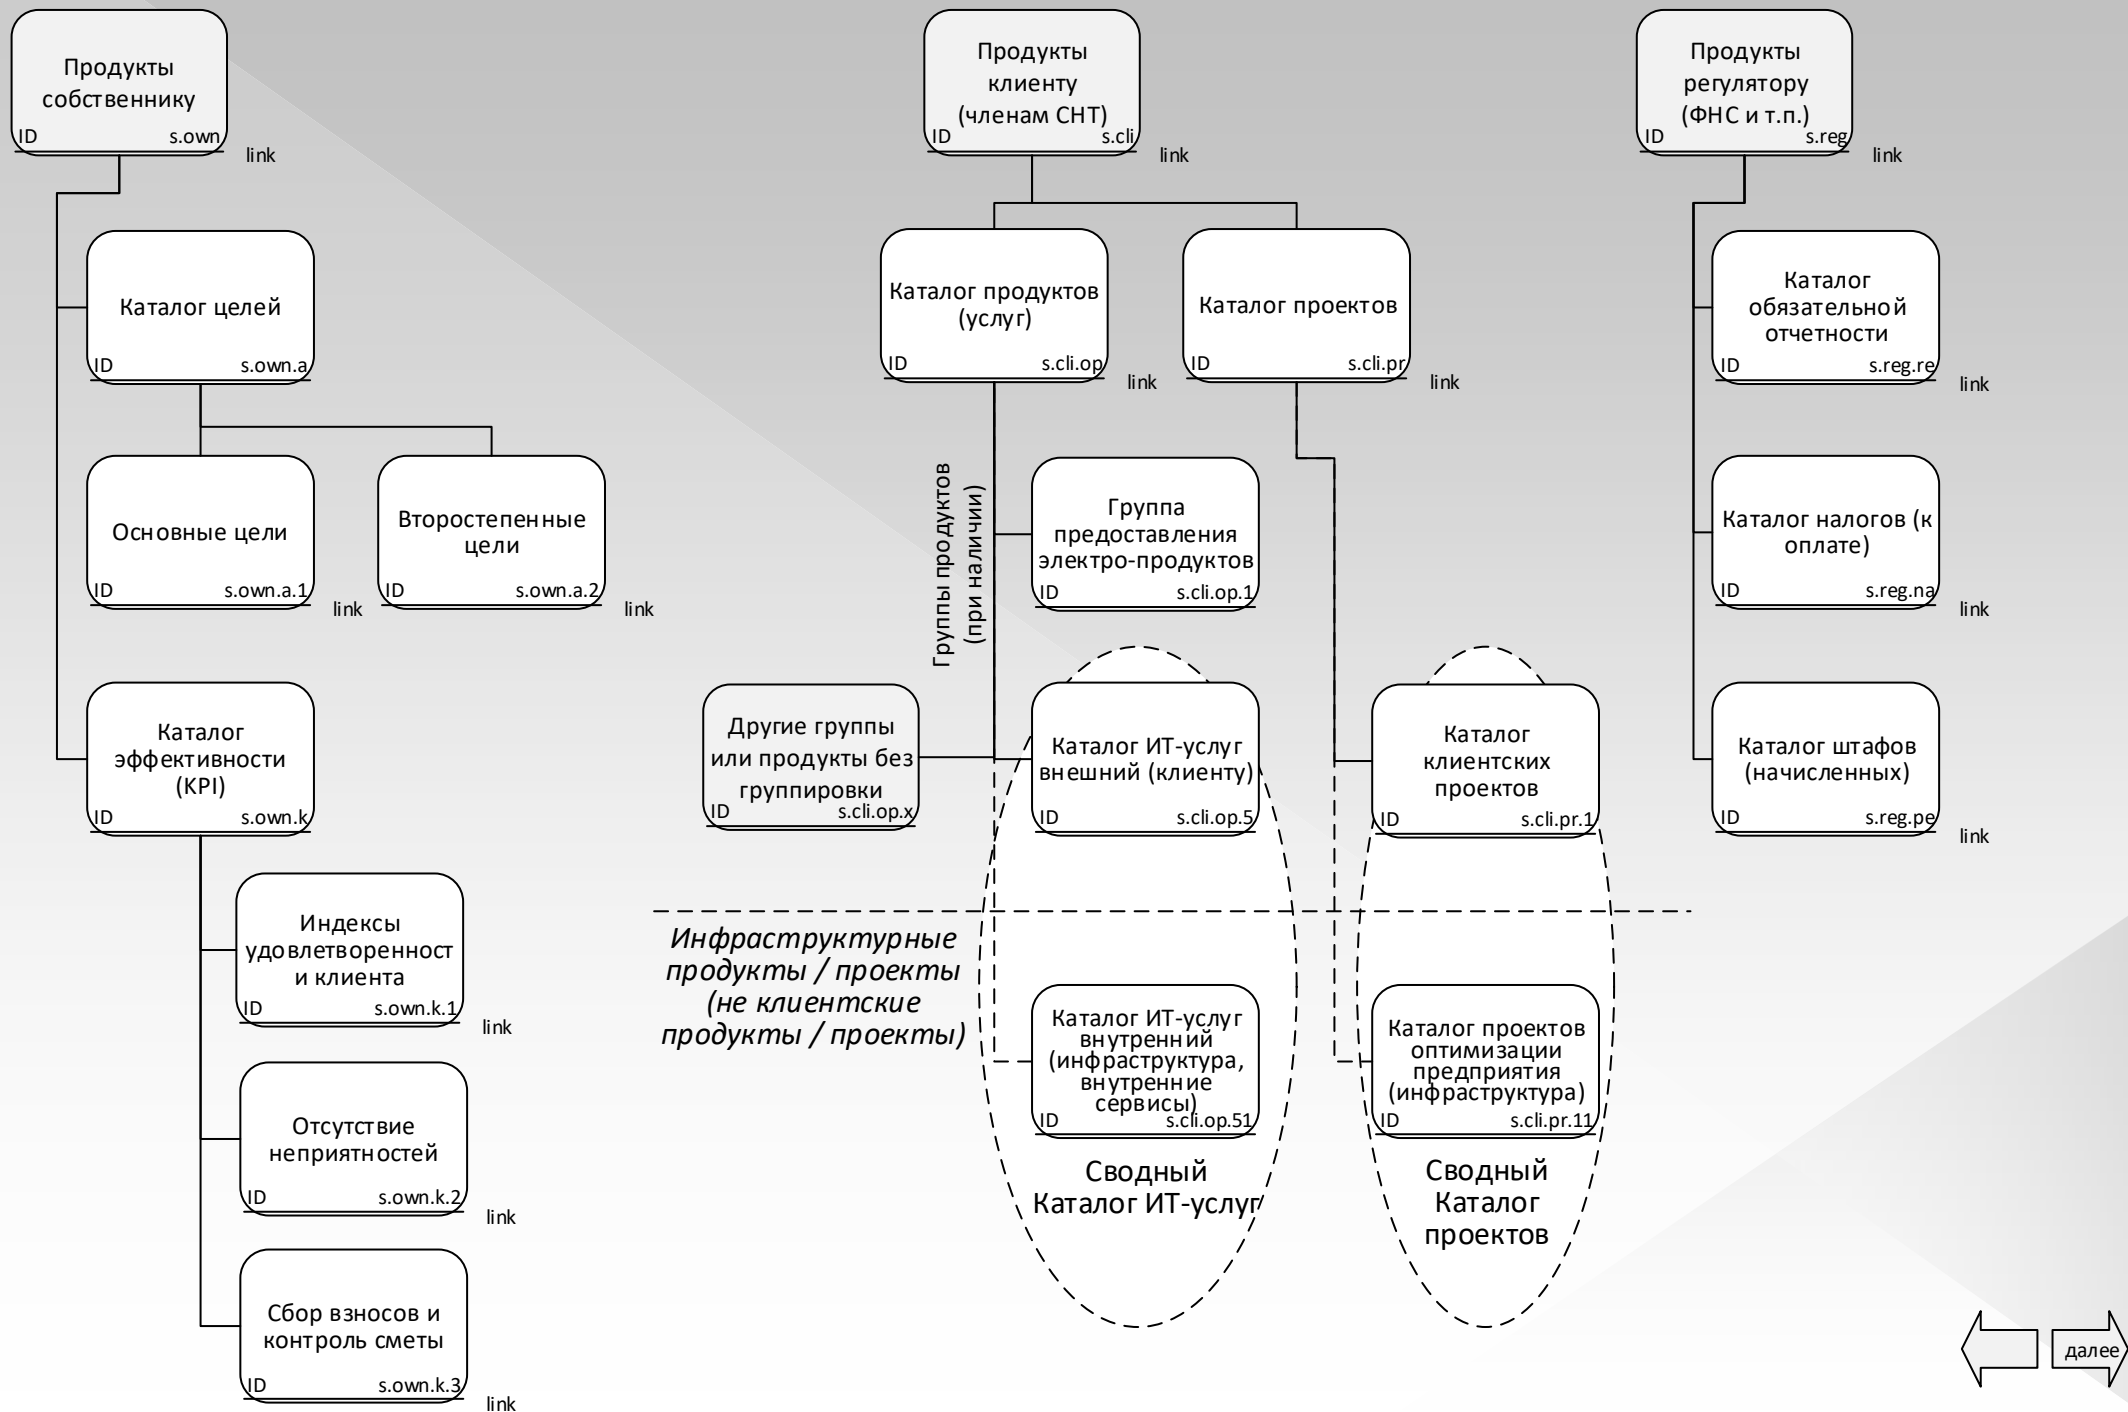 Продукты
собственнику
ID s.own
link
Продукты
клиенту
(членам СНТ)
ID s.cli
link
Продукты
регулятору
(ФНС и т.п.)
ID s.reg
link
Каталог целей
ID s.own.a
link
Каталог продуктов
(услуг)
ID s.cli.op
link
Каталог проектов
ID s.cli.pr
link
Каталог
обязательной
отчетности
ID s.reg.re
link
Основные цели
ID s.own.a.1
link
Второстепенные
цели
ID s.own.a.2
link
Группы продуктов
(при наличии)
Группа
предоставления
электро-продуктов
ID s.cli.op.1
Каталог налогов (к
оплате)
ID s.reg.na
link
Каталог
эффективности
(KPI)
ID s.own.k
Другие группы
или продукты без
группировки
ID s.cli.op.x
Каталог ИТ-услуг
внешний (клиенту)
ID s.cli.op.5
Каталог
клиентских
проектов
ID s.cli.pr.1
Каталог штафов
(начисленных)
ID s.reg.pe
link
Индексы
удовлетворенност
и клиента
ID s.own.k.1
link
Инфраструктурные
продукты / проекты
(не клиентские
продукты / проекты)
Каталог ИТ-услуг
внутренний
(инфраструктура,
внутренние
сервисы)
ID s.cli.op.51
Каталог проектов
оптимизации
предприятия
(инфраструктура)
ID s.cli.pr.11
Отсутствие
неприятностей
ID s.own.k.2
link
Сводный
Каталог ИТ-услуг
Сводный
Каталог
проектов
Сбор взносов и
контроль сметы
ID s.own.k.3
link
далее